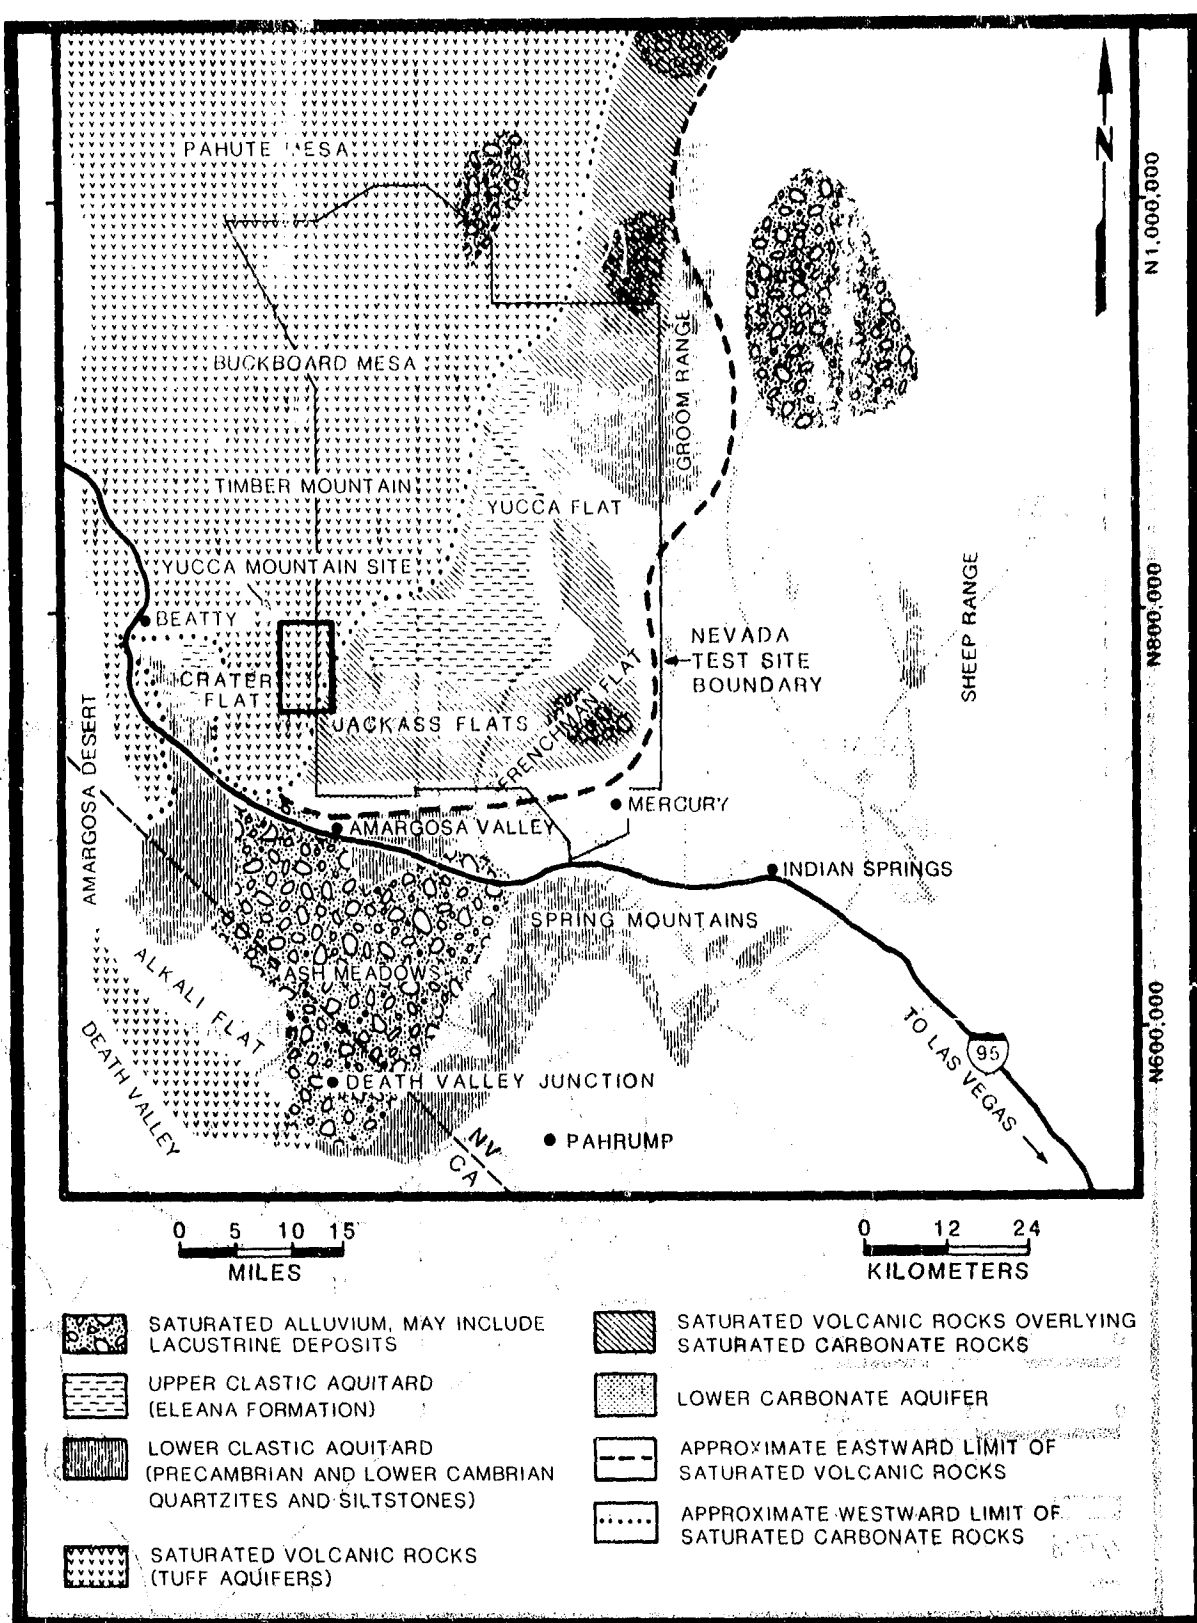 N
N1,000,000
PAHUTE MESA
BUCKBOARD MESA
GROOM RANGE
TIMBER MOUNTAIN
YUCCA FLAT
YUCCA MOUNTAIN SITE
BEATTY
N800,000
SHEEP RANGE
NEVADA
TEST SITE
BOUNDARY
CRATER
FLAT
JACKASS FLATS
FRENCHMAN FLAT
AMARGOSA DESERT
MERCURY
AMARGOSA VALLEY
INDIAN SPRINGS
SPRING MOUNTAINS
ASH MEADOWS
ALKALI FLAT
DEATH VALLEY
N600,000
TO LAS VEGAS
95
DEATH VALLEY JUNCTION
PAHRUMP
NV
CA
0 5 10 15
MILES
0 12 24
KILOMETERS
SATURATED ALLUVIUM, MAY INCLUDE
LACUSTRINE DEPOSITS
UPPER CLASTIC AQUITARD
(ELEANA FORMATION)
LOWER CLASTIC AQUITARD
(PRECAMBRIAN AND LOWER CAMBRIAN
QUARTZITES AND SILTSTONES)
SATURATED VOLCANIC ROCKS
(TUFF AQUIFERS)
SATURATED VOLCANIC ROCKS OVERLYING
SATURATED CARBONATE ROCKS
LOWER CARBONATE AQUIFER
APPROXIMATE EASTWARD LIMIT OF
SATURATED VOLCANIC ROCKS
APPROXIMATE WESTWARD LIMIT OF
SATURATED CARBONATE ROCKS